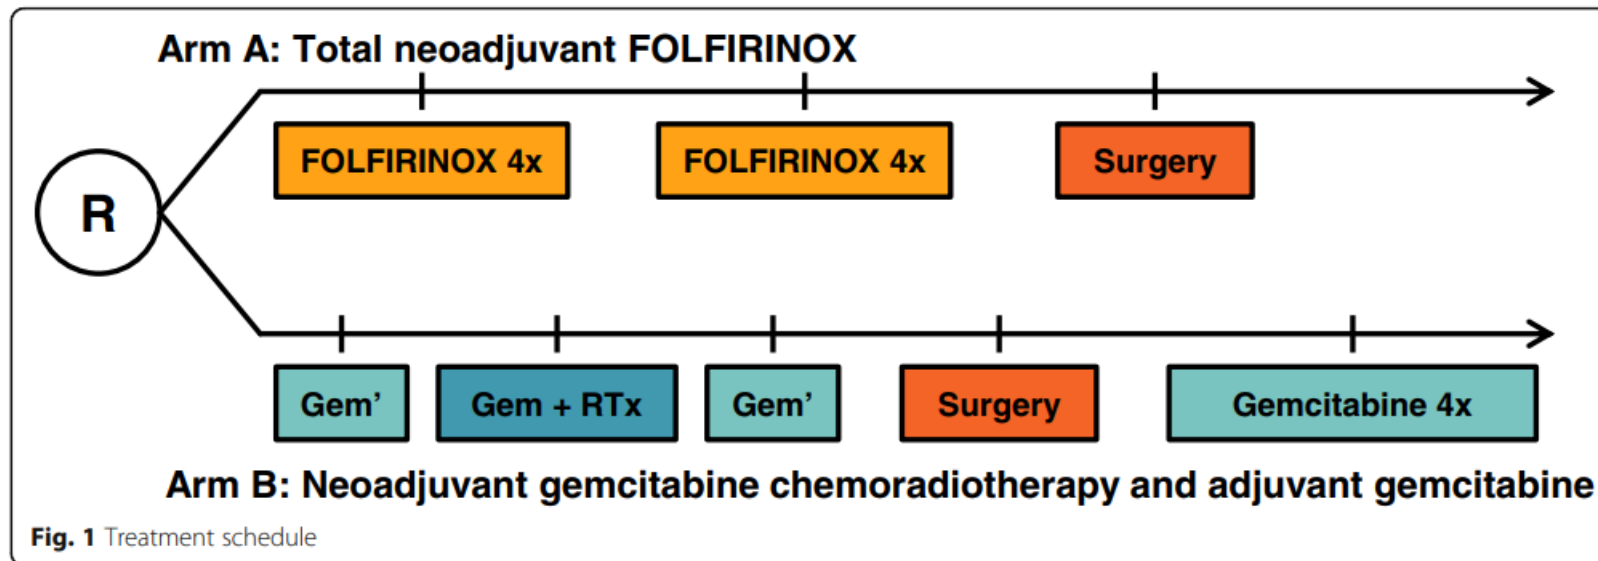 Arm A: Total neoadjuvant FOLFIRINOX
FOLFIRINOX 4x
FOLFIRINOX 4x
Surgery
R
Gem’
Gem + RTx
Gem’
Surgery
Gemcitabine 4x
Arm B: Neoadjuvant gemcitabine chemoradiotherapy and adjuvant gemcitabine
Fig. 1 Treatment schedule